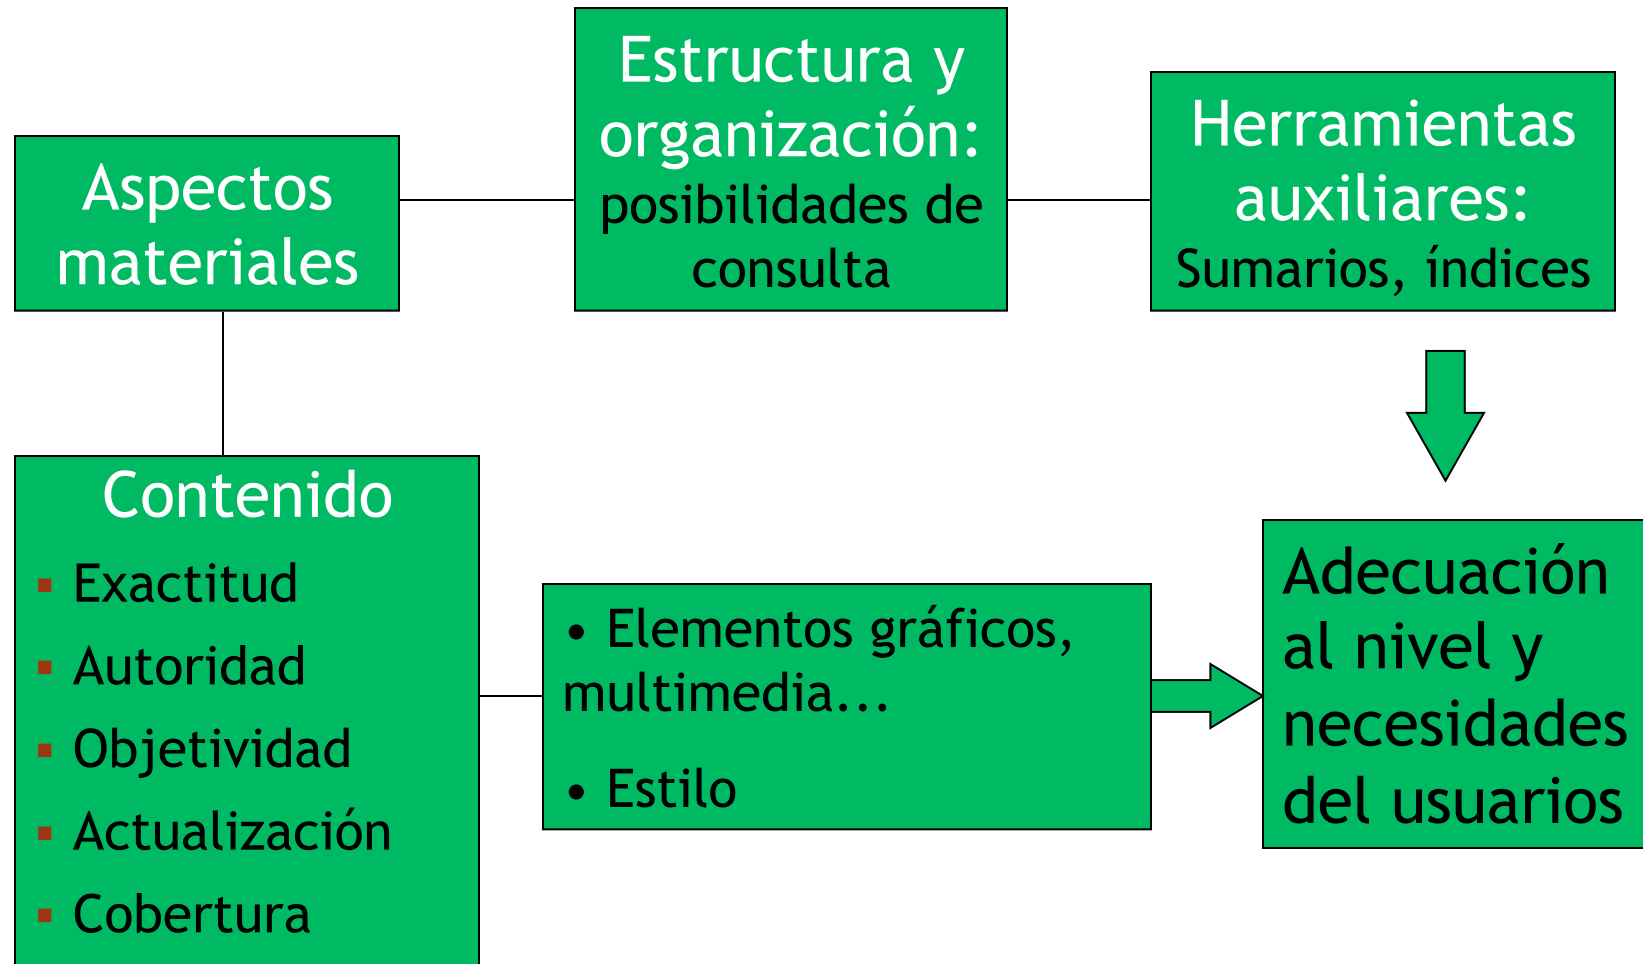 Aspectos
materiales
Estructura y
organización:
posibilidades de
consulta
Herramientas
auxiliares:
Sumarios, índices
Contenido
▪ Exactitud
▪ Autoridad
▪ Objetividad
▪ Actualización
▪ Cobertura
• Elementos gráficos,
multimedia...
• Estilo
Adecuación
al nivel y
necesidades
del usuarios